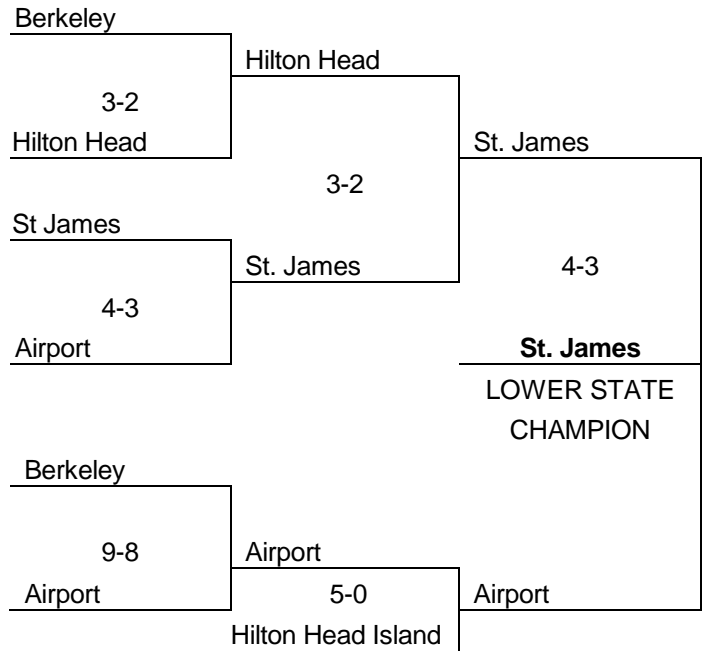 Berkeley
Hilton Head
3-2
Hilton Head
St. James
3-2
St James
St. James
4-3
4-3
Airport
St. James
LOWER STATE
CHAMPION
Berkeley
9-8
Airport
Airport
5-0
Airport
Hilton Head Island